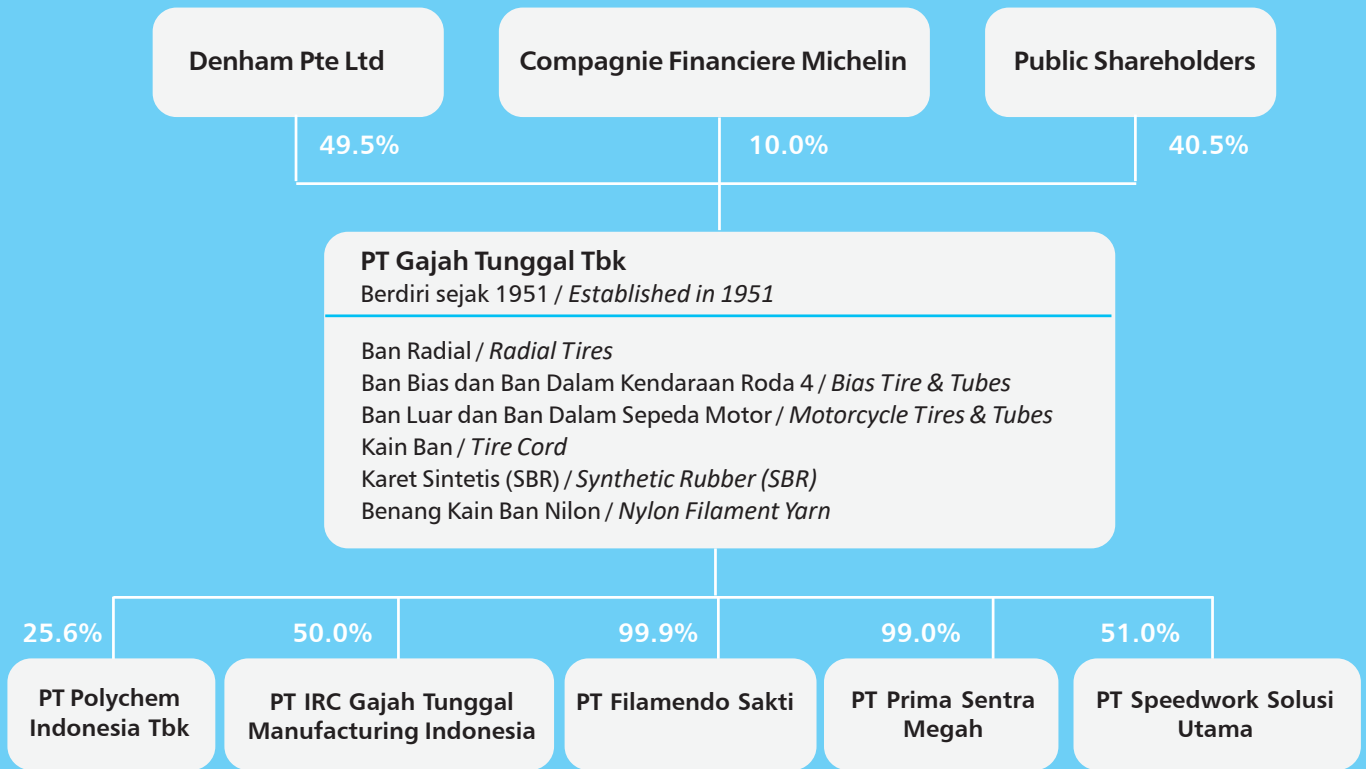 Denham Pte Ltd
Compagnie Financiere Michelin
Public Shareholders
49.5%
10.0%
40.5%
PT Gajah Tunggal Tbk
Berdiri sejak 1951 / Established in 1951
Ban Radial / Radial Tires
Ban Bias dan Ban Dalam Kendaraan Roda 4 / Bias Tire & Tubes
Ban Luar dan Ban Dalam Sepeda Motor / Motorcycle Tires & Tubes
Kain Ban / Tire Cord
Karet Sintetis (SBR) / Synthetic Rubber (SBR)
Benang Kain Ban Nilon / Nylon Filament Yarn
25.6%
50.0%
99.9%
99.0%
51.0%
PT Polychem
Indonesia Tbk
PT IRC Gajah Tunggal
Manufacturing Indonesia
PT Filamendo Sakti
PT Prima Sentra
Megah
PT Speedwork Solusi
Utama